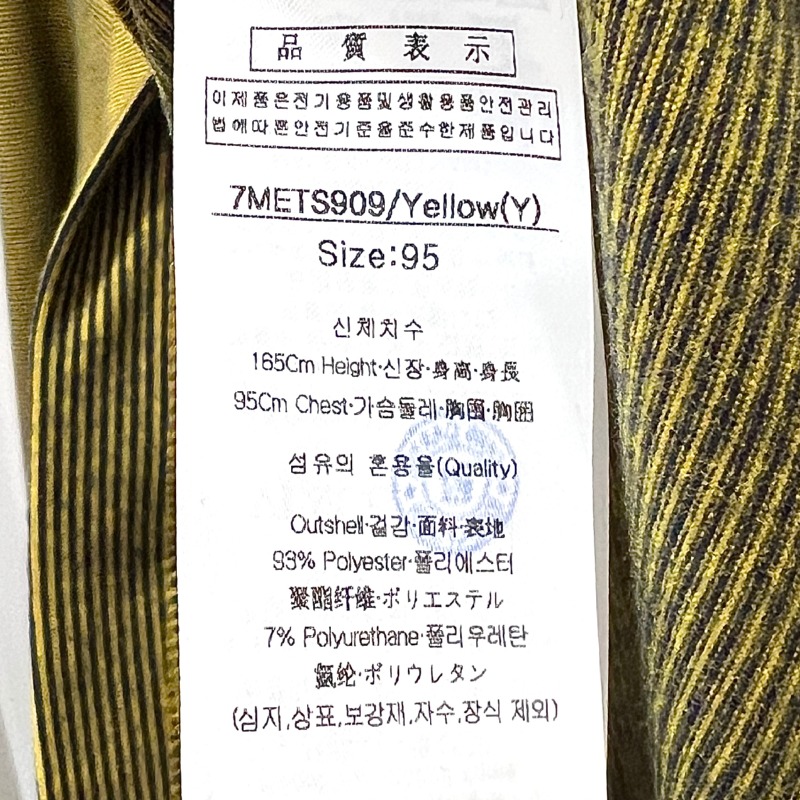 品 質 表 示
이제품은전기용품및생활용품안전관리
법에따른안전기준을준수한제품입니다
7METS909/Yellow(Y)
Size:95
신체치수
165Cm Height·신장·身高·身長
95Cm Chest·가슴둘레·胸围·胸囲
섬유의 혼용율(Quality)
Outshell·겉감·面料·表地
93% Polyester·폴리에스터
聚酯纤维·ポリエステル
7% Polyurethane·폴리우레탄
氨纶·ポリウレタン
(심지,상표,보강재,자수,장식 제외)